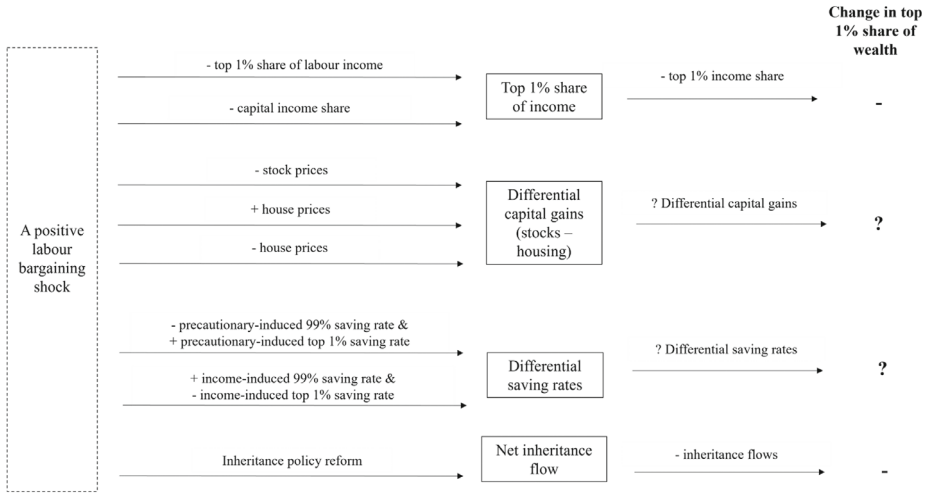 Change in top
1% share of
wealth
A positive
labour
bargaining
shock
- top 1% share of labour income
- capital income share
Top 1% share
of income
- top 1% income share
-
- stock prices
+ house prices
- house prices
Differential
capital gains
(stocks –
housing)
? Differential capital gains
?
- precautionary-induced 99% saving rate &
+ precautionary-induced top 1% saving rate
+ income-induced 99% saving rate &
- income-induced top 1% saving rate
Differential
saving rates
? Differential saving rates
?
Inheritance policy reform
Net inheritance
flow
- inheritance flows
-